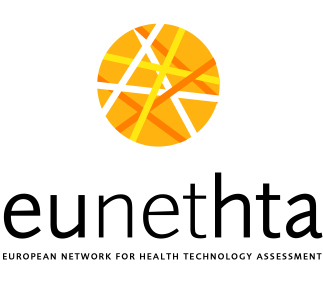 eunethta
EUROPEAN NETWORK FOR HEALTH TECHNOLOGY ASSESSMENT